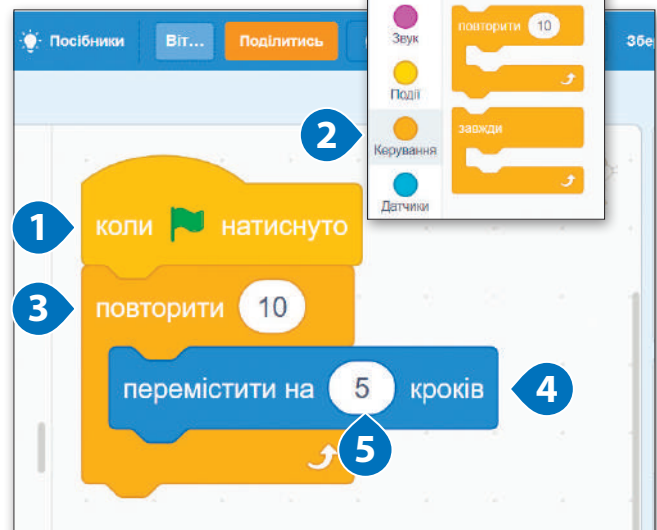 Посібники
Віт...
Поділитись
Звук
Події
Керування
Датчики
повторити 10
завжди
2
1
коли натиснуто
3
повторити 10
перемістити на 5 кроків
4
5